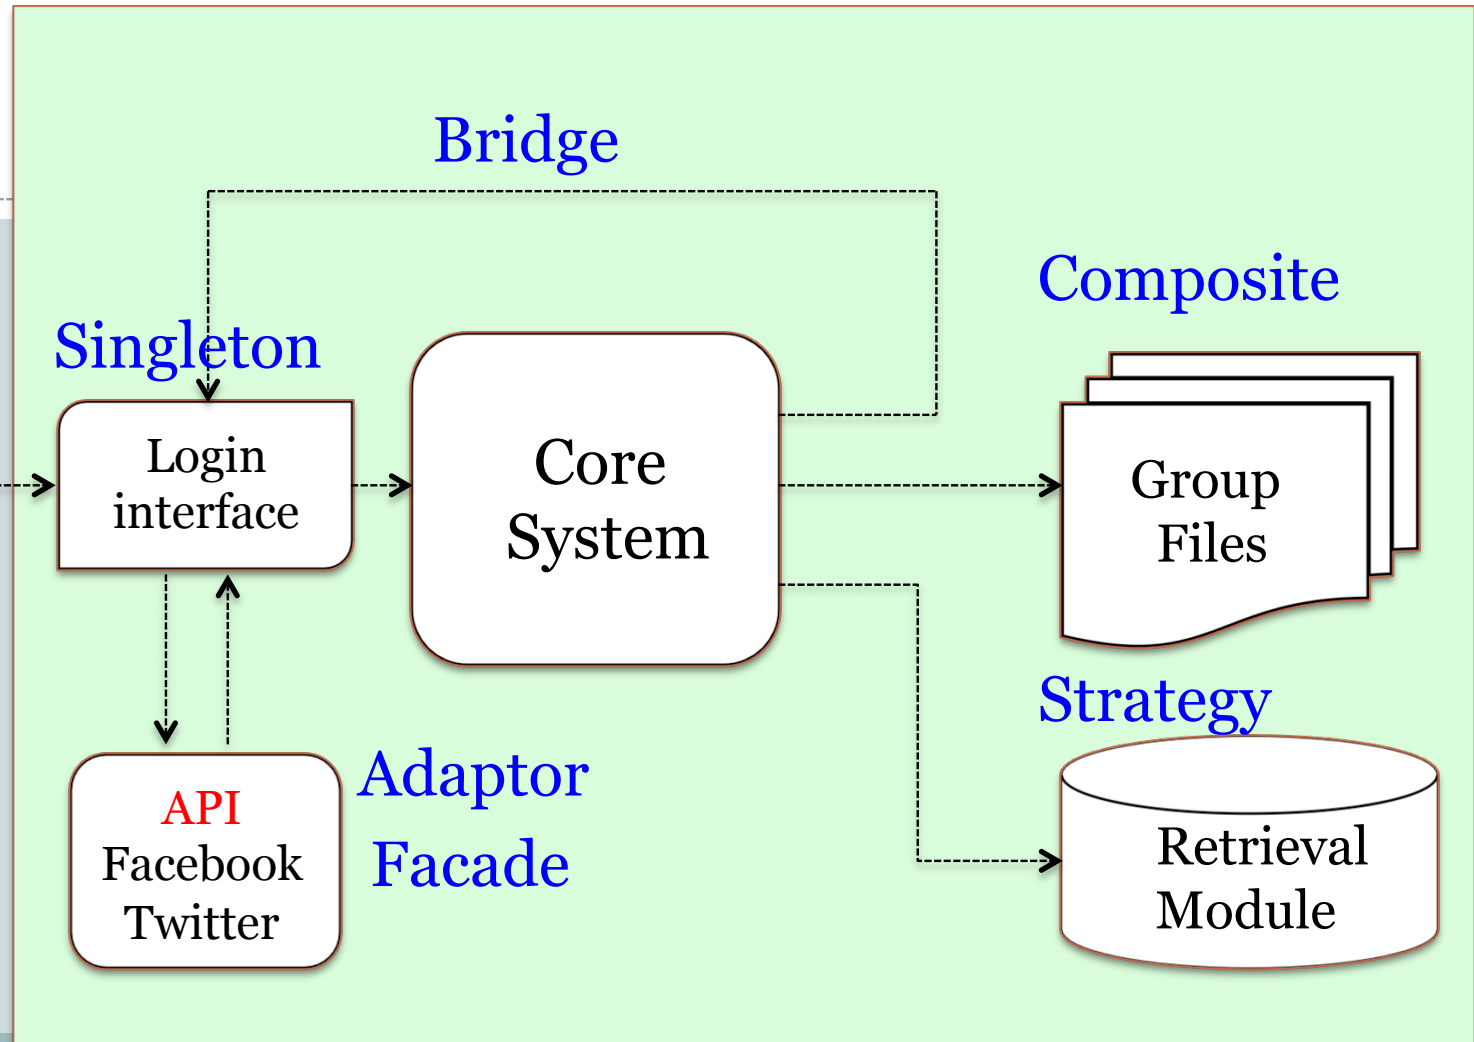 Bridge
Composite
Singleton
Login
interface
Core
System
Group
Files
Strategy
API
Facebook
Twitter
Adaptor
Facade
Retrieval
Module